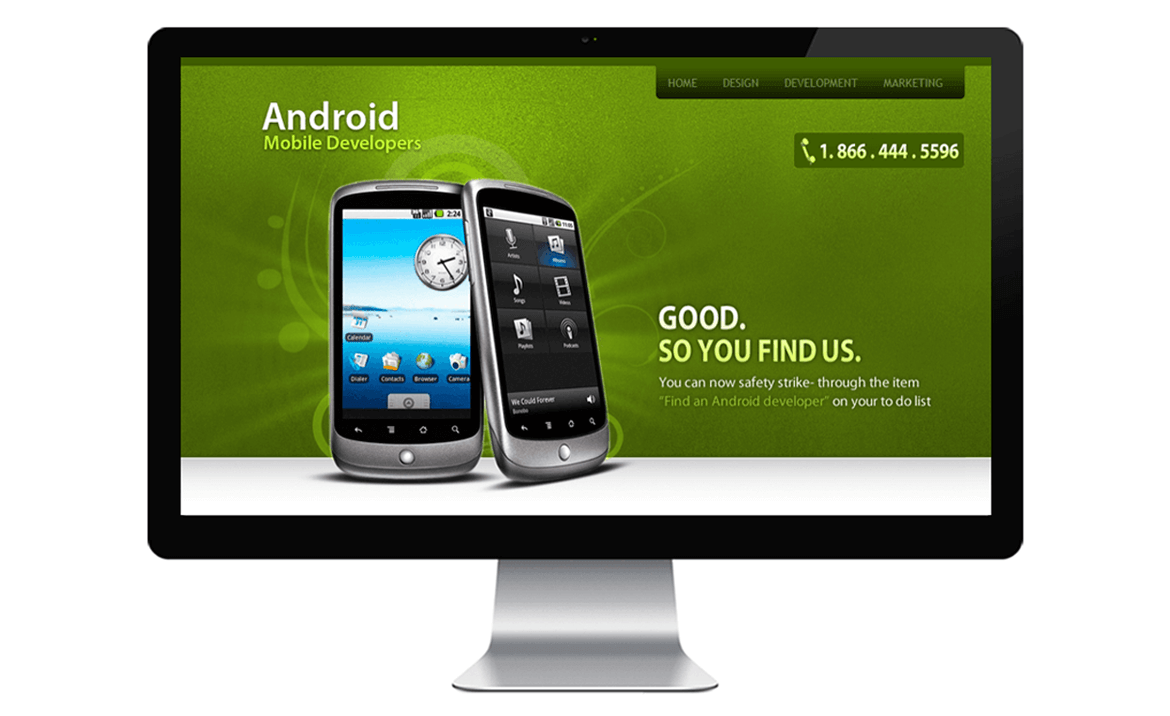 HOME DESIGN DEVELOPMENT MARKETING
Android
Mobile Developers
1. 866 . 444 . 5596
2:24
Calendar
Dialer Contacts Browser Camera
11:05
Artists Albums
Songs Videos
Playlists Podcasts
We Could Forever
Bonobo
GOOD.
SO YOU FIND US.
You can now safety strike- through the item
"Find an Android developer" on your to do list